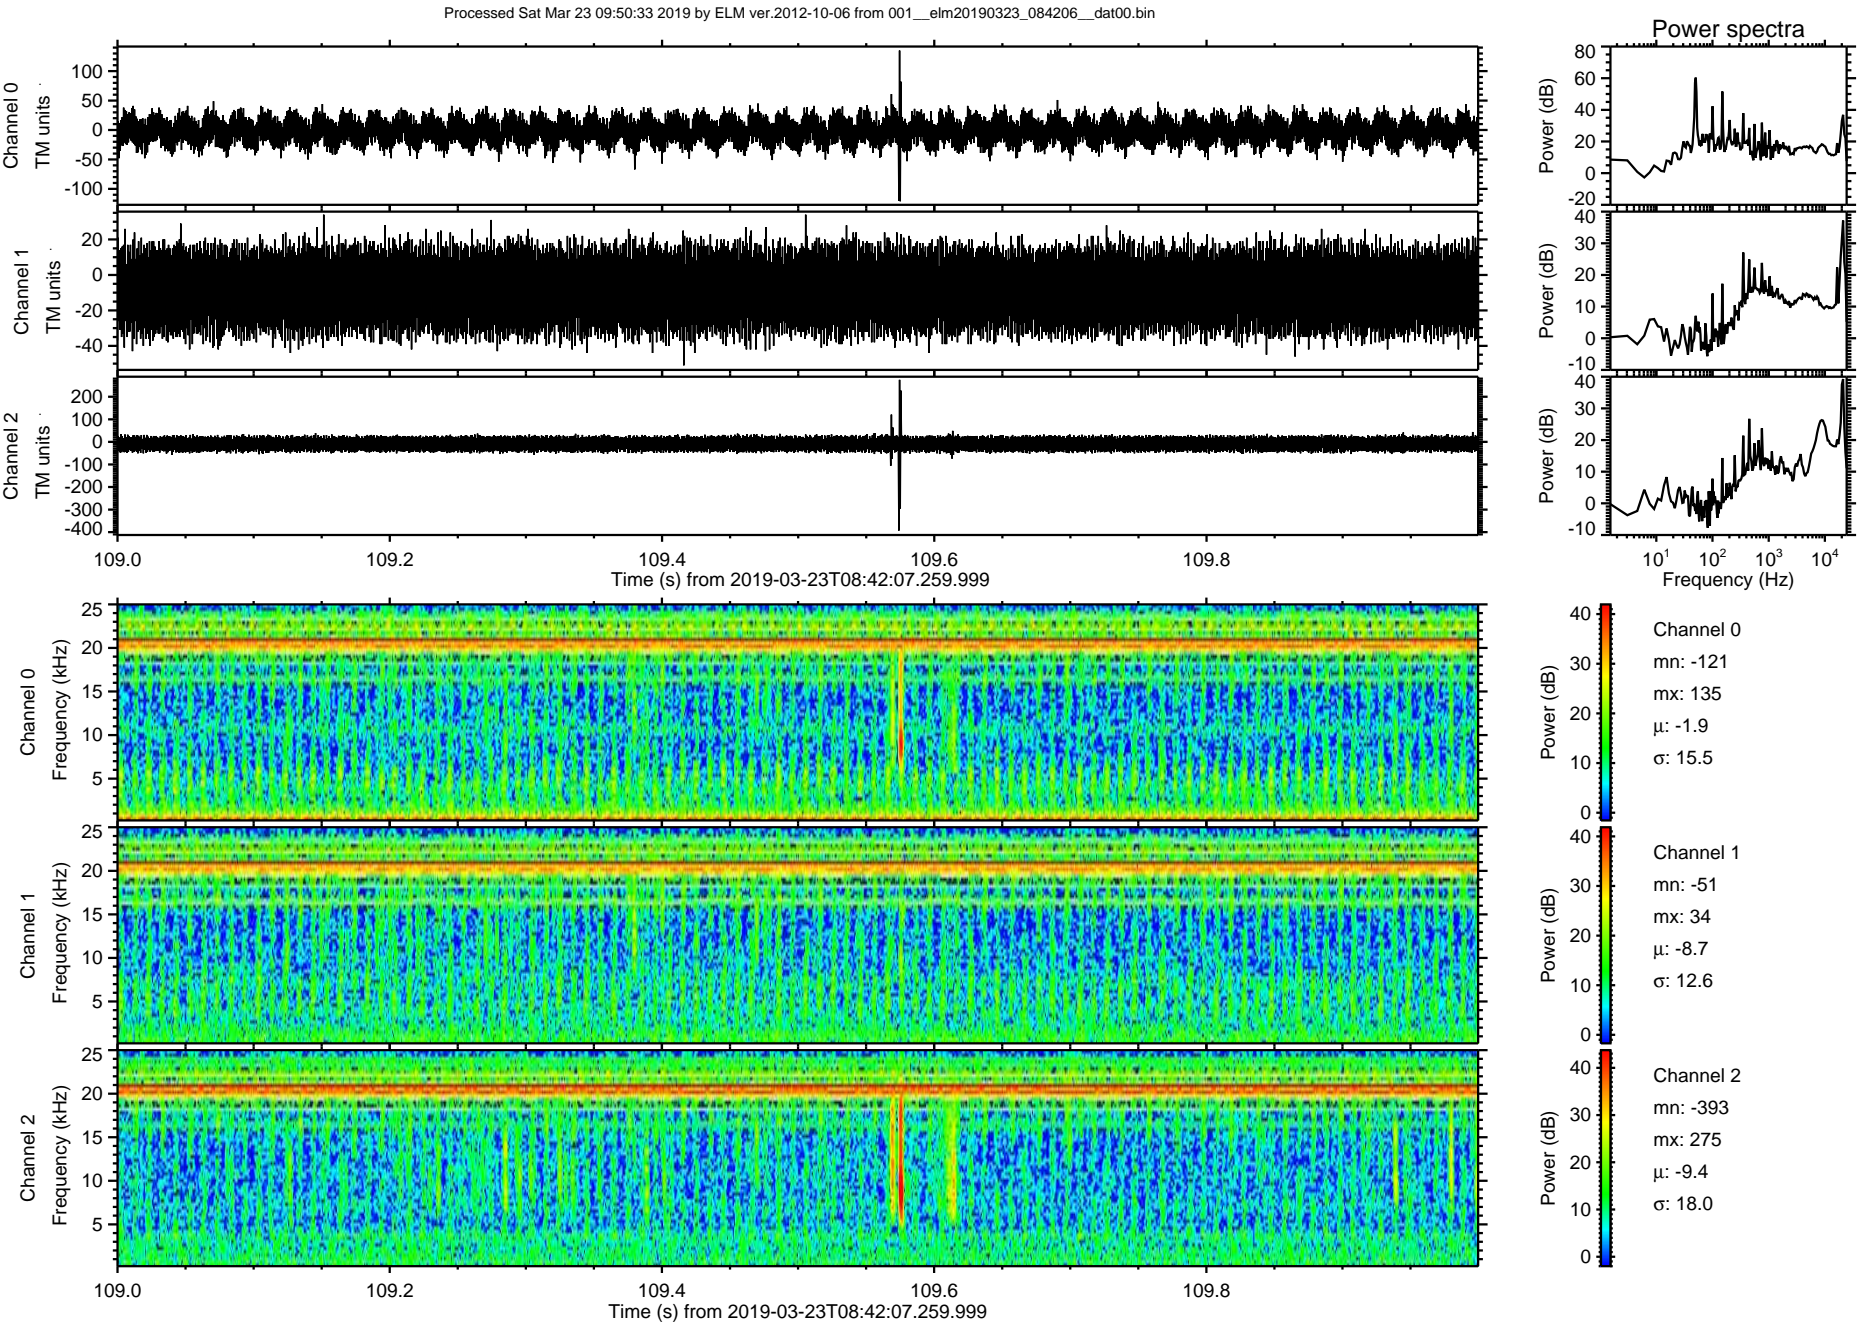 Processed Sat Mar 23 09:50:33 2019 by ELM ver.2012-10-06 from 001__elm20190323_084206__dat00.bin
Power spectra
Channel 0
TM units
100
50
0
-50
-100
Power (dB)
80
60
40
20
0
-20
Channel 1
TM units
20
0
-20
-40
Power (dB)
40
30
20
10
0
-10
Channel 2
TM units
200
100
0
-100
-200
-300
-400
Power (dB)
40
30
20
10
0
-10
109.0 109.2 109.4 109.6 109.8
Time (s) from 2019-03-23T08:42:07.259.999
10¹ 10² 10³ 10⁴
Frequency (Hz)
Channel 0
Frequency (kHz)
25
20
15
10
5
Power (dB)
40
30
20
10
0
Channel 0
mn: -121
mx: 135
μ: -1.9
σ: 15.5
Channel 1
Frequency (kHz)
25
20
15
10
5
Power (dB)
40
30
20
10
0
Channel 1
mn: -51
mx: 34
μ: -8.7
σ: 12.6
Channel 2
Frequency (kHz)
25
20
15
10
5
Power (dB)
40
30
20
10
0
Channel 2
mn: -393
mx: 275
μ: -9.4
σ: 18.0
109.0 109.2 109.4 109.6 109.8
Time (s) from 2019-03-23T08:42:07.259.999